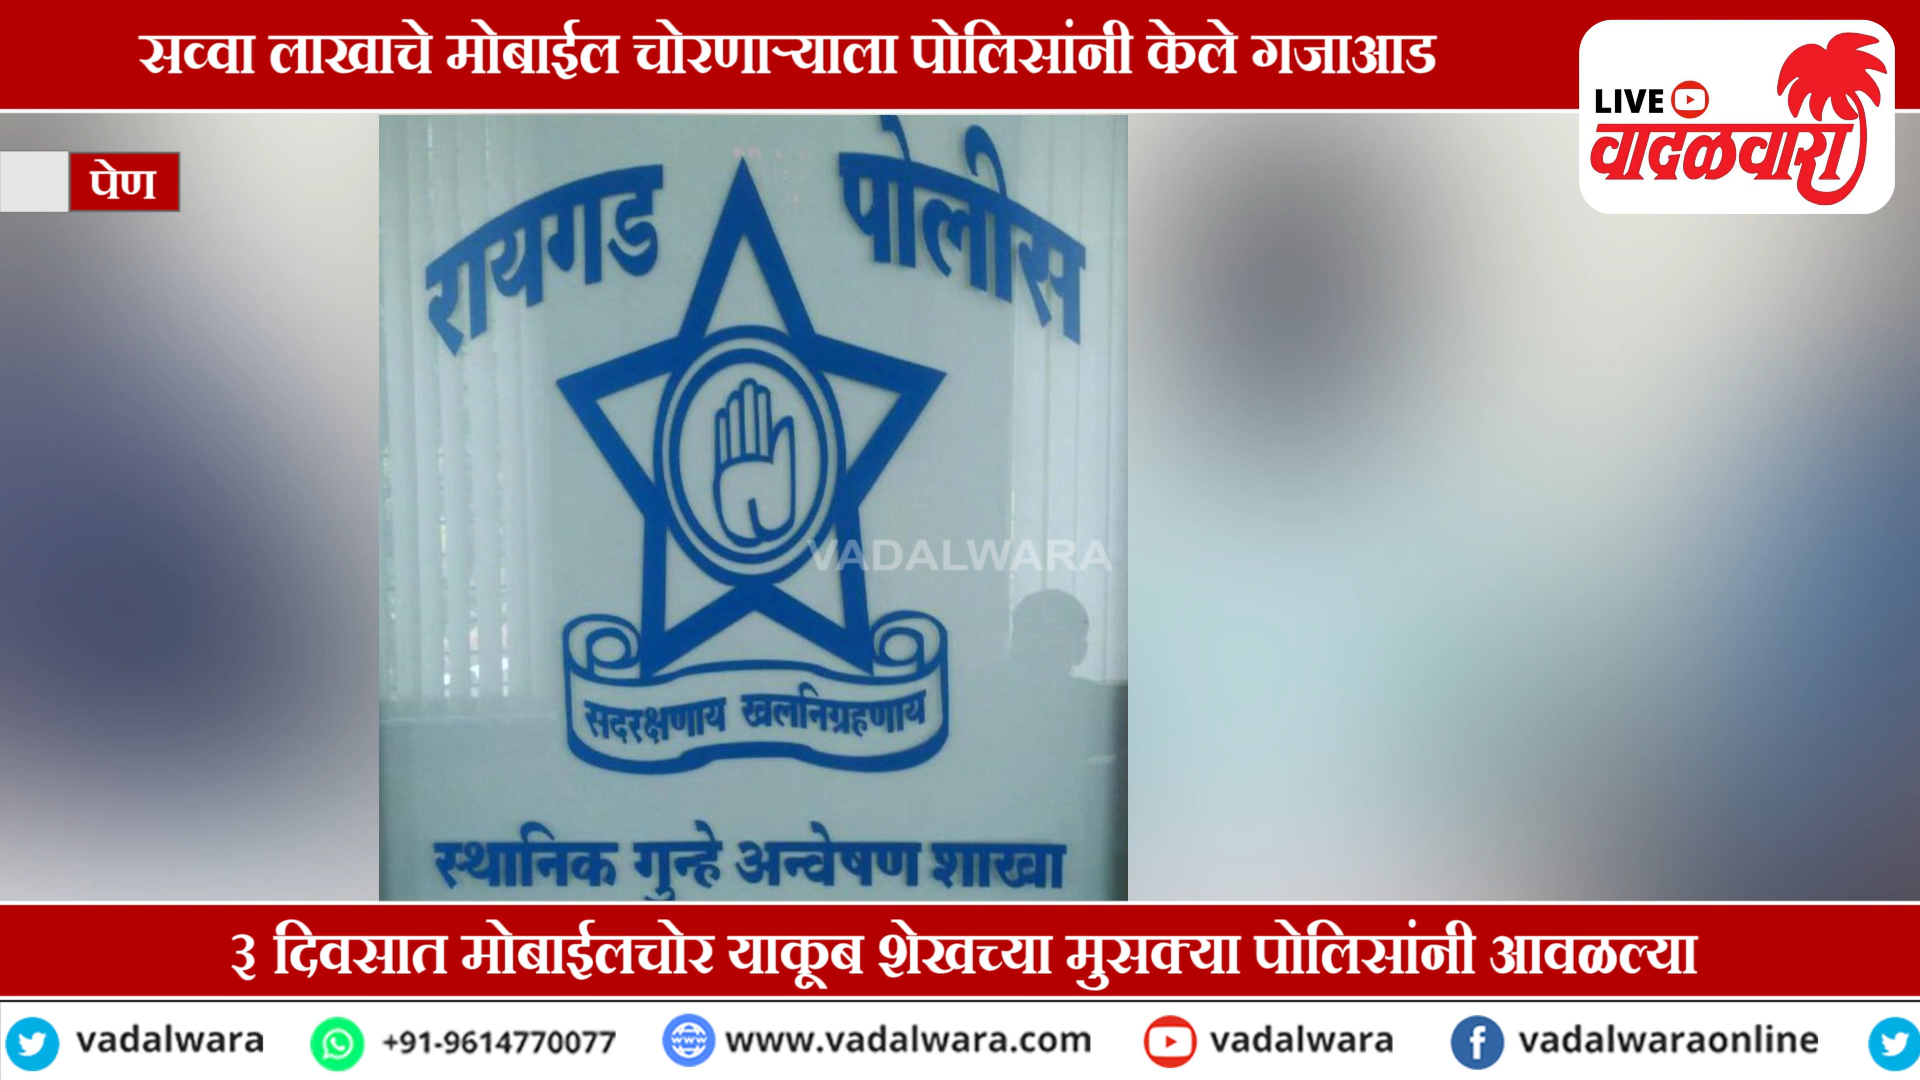 सव्वा लाखाचे मोबाईल चोरणाऱ्याला पोलिसांनी केले गजाआड
LIVE
वादळवारा
पेण
रायगड पोलीस
VADALWARA
सदरक्षणाय खलनिग्रहणाय
स्थानिक गुन्हे अन्वेषण शाखा
३ दिवसात मोबाईलचोर याकूब शेखच्या मुसक्या पोलिसांनी आवळल्या
vadalwara +91-9614770077 www.vadalwara.com vadalwara vadalwaraonline